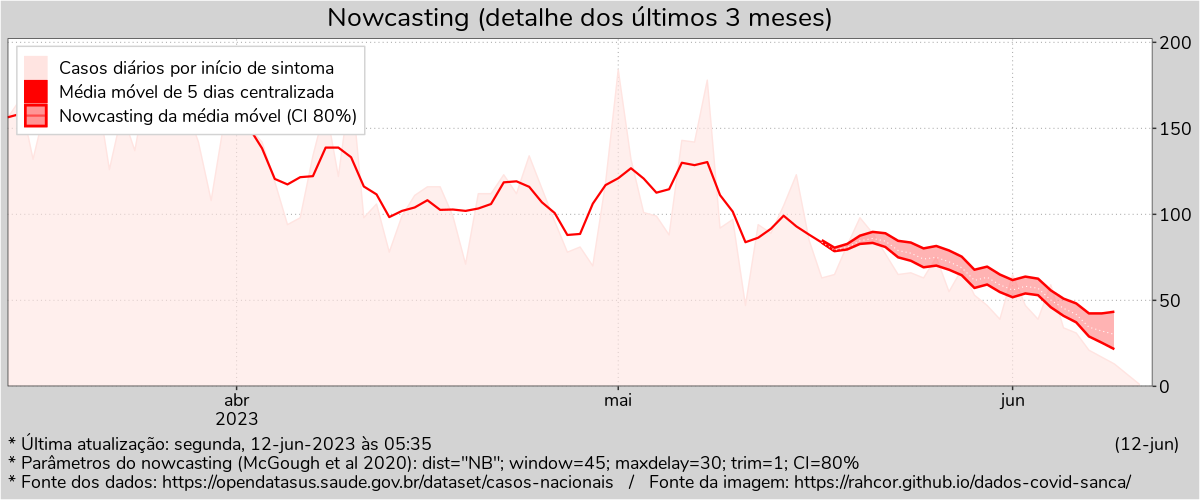 Nowcasting (detalhe dos últimos 3 meses)
Casos diários por início de sintoma
Média móvel de 5 dias centralizada
Nowcasting da média móvel (CI 80%)
200
150
100
50
0
abr
2023
mai
jun
* Última atualização: segunda, 12-jun-2023 às 05:35
(12-jun)
* Parâmetros do nowcasting (McGough et al 2020): dist="NB"; window=45; maxdelay=30; trim=1; CI=80%
* Fonte dos dados: https://opendatasus.saude.gov.br/dataset/casos-nacionais / Fonte da imagem: https://rahcor.github.io/dados-covid-sanca/